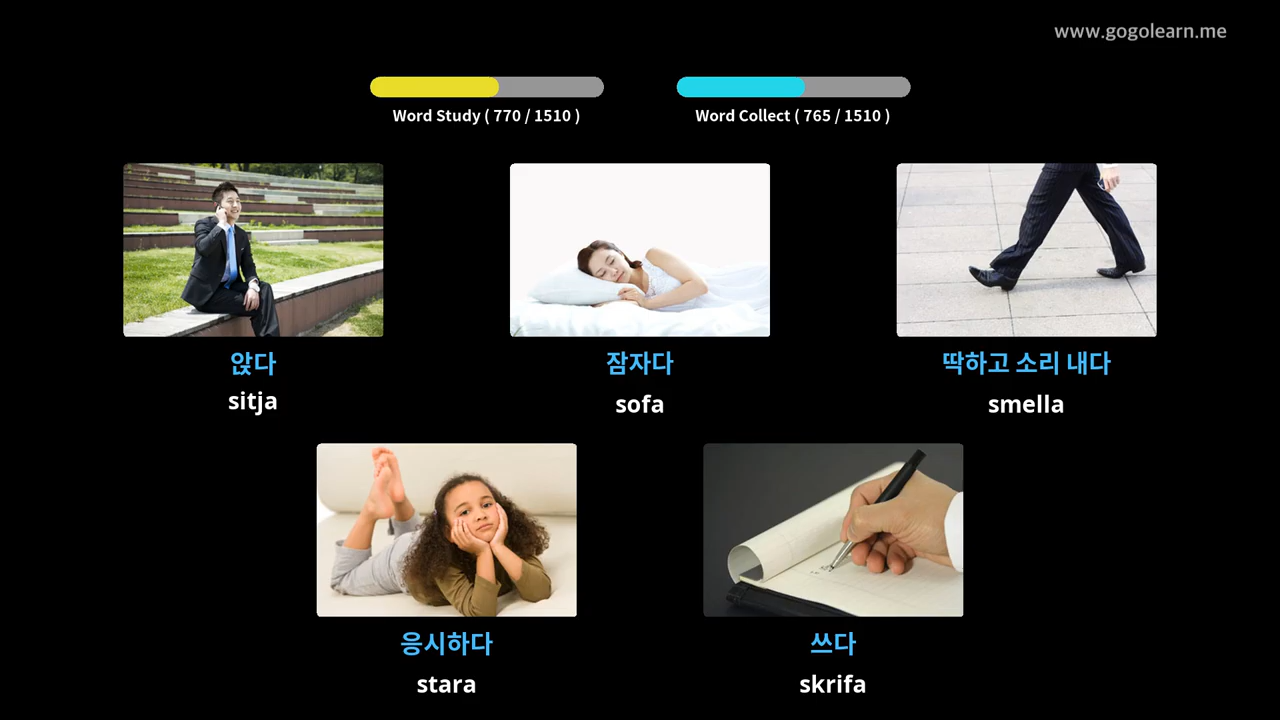 www.gogolearn.me
Word Study ( 770 / 1510 )
Word Collect ( 765 / 1510 )
앉다
sitja
잠자다
sofa
딱하고 소리 내다
smella
응시하다
stara
쓰다
skrifa